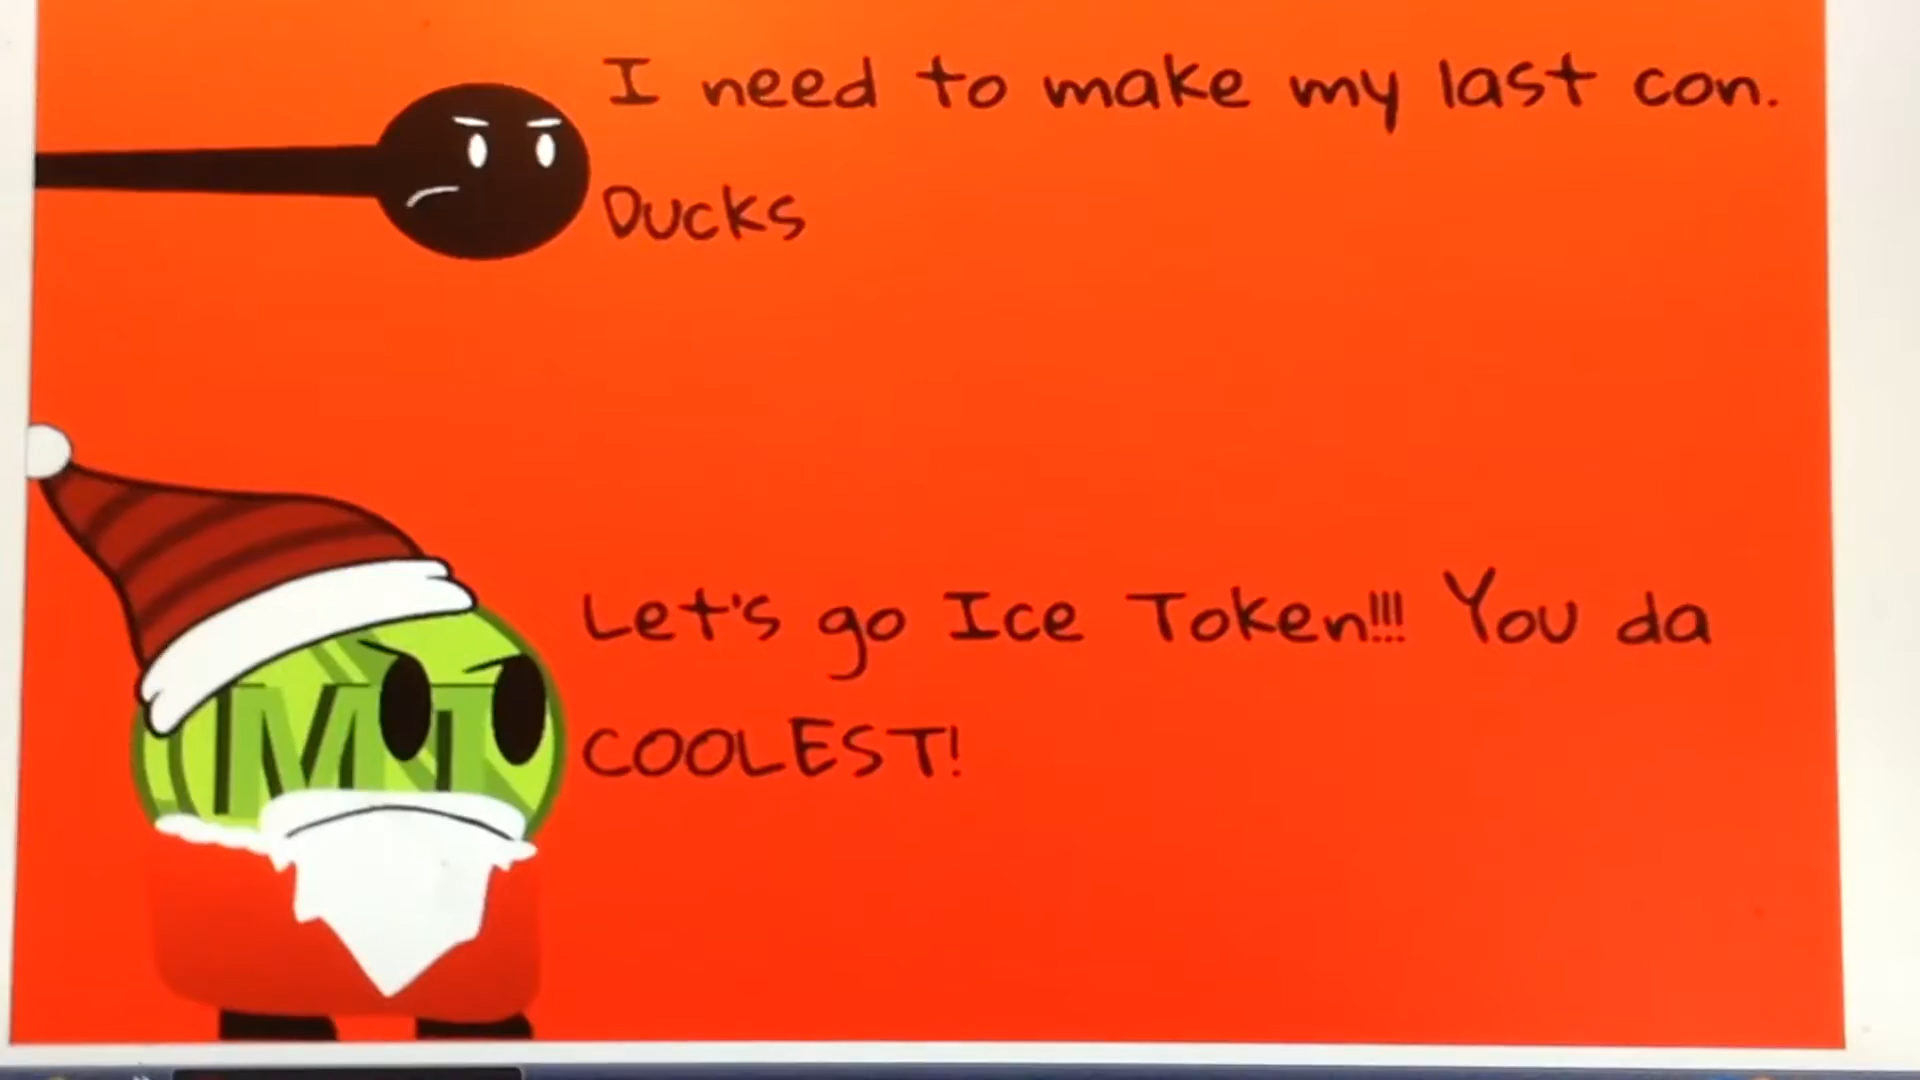 I need to make my last con.
Ducks
Let's go Ice Token!!! You da
COOLEST!